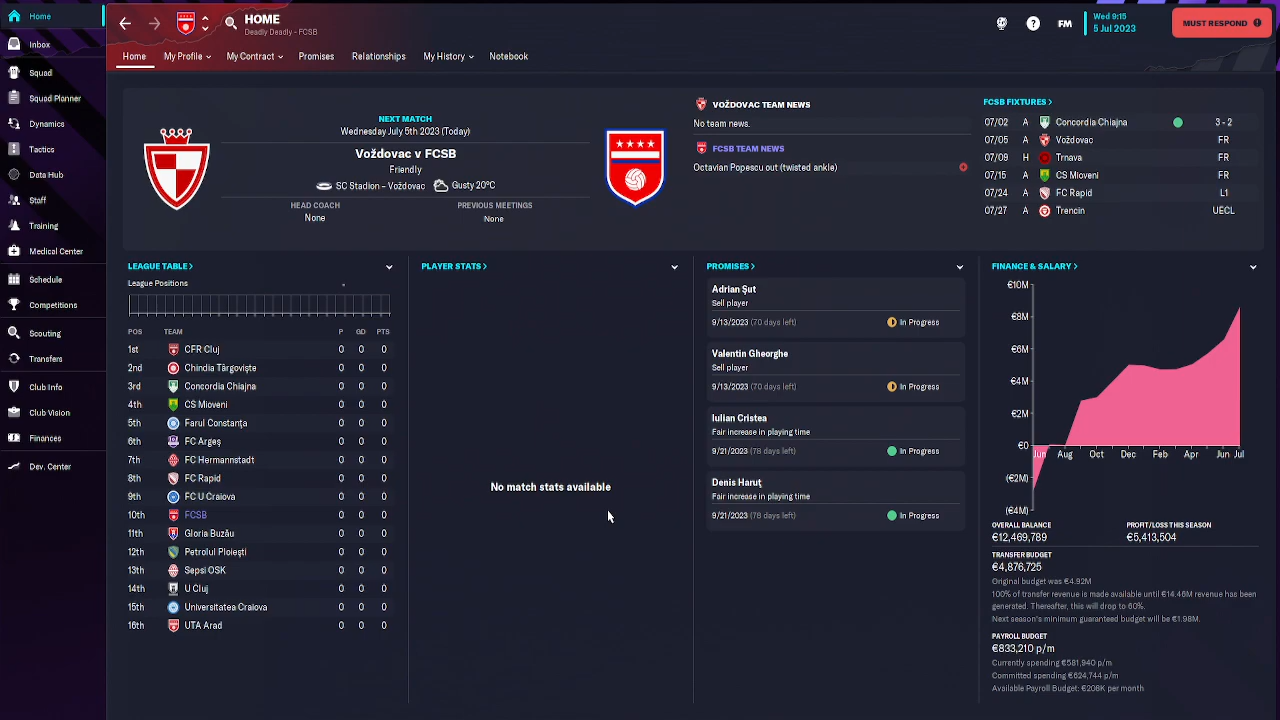 Home
Inbox
Squad
Squad Planner
Dynamics
Tactics
Data Hub
Staff
Training
Medical Center
Schedule
Competitions
Scouting
Transfers
Club Info
Club Vision
Finances
Dev. Center
HOME
Deadly Deadly - FCSB
FM
Wed 9:15
5 Jul 2023
MUST RESPOND
Home My Profile My Contract Promises Relationships My History Notebook
NEXT MATCH
Wednesday July 5th 2023 (Today)
Voždovac v FCSB
Friendly
SC Stadion - Voždovac Gusty 20°C
HEAD COACH PREVIOUS MEETINGS
None None
VOŽDOVAC TEAM NEWS
No team news.
FCSB TEAM NEWS
Octavian Popescu out (twisted ankle)
FCSB FIXTURES >
07/02 A Concordia Chiajna 3 - 2
07/05 A Voždovac FR
07/09 H Trnava FR
07/15 A CS Mioveni FR
07/24 A FC Rapid L1
07/27 A Trencin UECL
LEAGUE TABLE >
League Positions
POS TEAM P GD PTS
1st CFR Cluj 0 0 0
2nd Chindia Târgovişte 0 0 0
3rd Concordia Chiajna 0 0 0
4th CS Mioveni 0 0 0
5th Farul Constanţa 0 0 0
6th FC Argeş 0 0 0
7th FC Hermannstadt 0 0 0
8th FC Rapid 0 0 0
9th FC U Craiova 0 0 0
10th FCSB 0 0 0
11th Gloria Buzău 0 0 0
12th Petrolul Ploieşti 0 0 0
13th Sepsi OSK 0 0 0
14th U Cluj 0 0 0
15th Universitatea Craiova 0 0 0
16th UTA Arad 0 0 0
PLAYER STATS >
No match stats available
PROMISES >
Adrian Şut
Sell player
9/13/2023 (70 days left) In Progress
Valentin Gheorghe
Sell player
9/13/2023 (70 days left) In Progress
Iulian Cristea
Fair increase in playing time
9/21/2023 (78 days left) In Progress
Denis Haruţ
Fair increase in playing time
9/21/2023 (78 days left) In Progress
FINANCE & SALARY >
€10M
€8M
€6M
€4M
€2M
€0
(€2M)
(€4M)
Jun Aug Oct Dec Feb Apr Jun Jul
OVERALL BALANCE PROFIT/LOSS THIS SEASON
€12,469,789 €5,413,504
TRANSFER BUDGET
€4,876,725
Original budget was €4.92M
100% of transfer revenue is made available until €14.46M revenue has been
generated. Thereafter, this will drop to 60%.
Next season's minimum guaranteed budget will be €1.98M.
PAYROLL BUDGET
€833,210 p/m
Currently spending €581,940 p/m
Committed spending €624,744 p/m
Available Payroll Budget: €208K per month